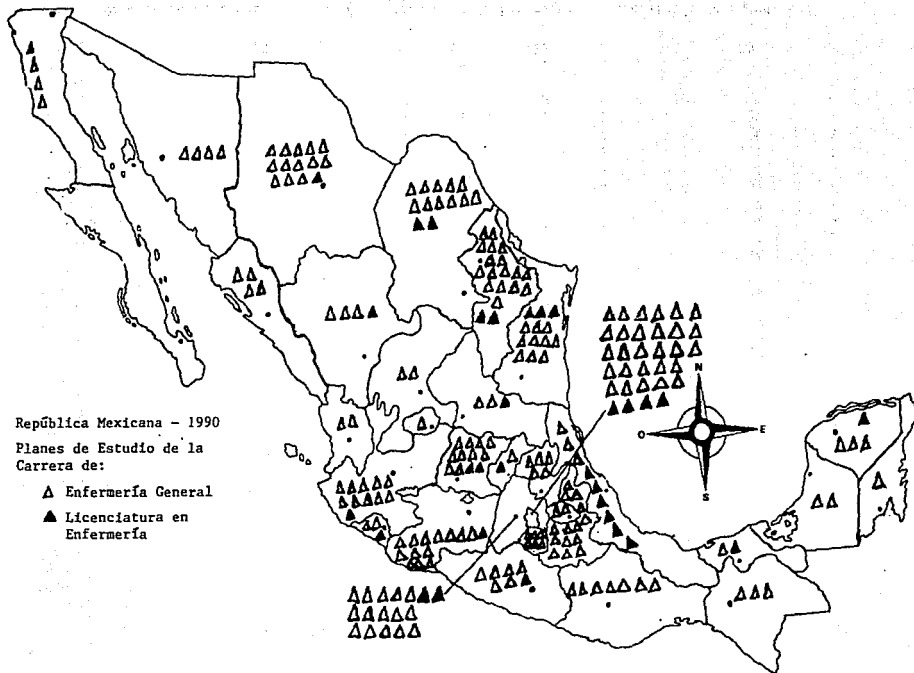 República Mexicana - 1990
Planes de Estudio de la
Carrera de:
Enfermería General
Licenciatura en
Enfermería
N
O
E
S